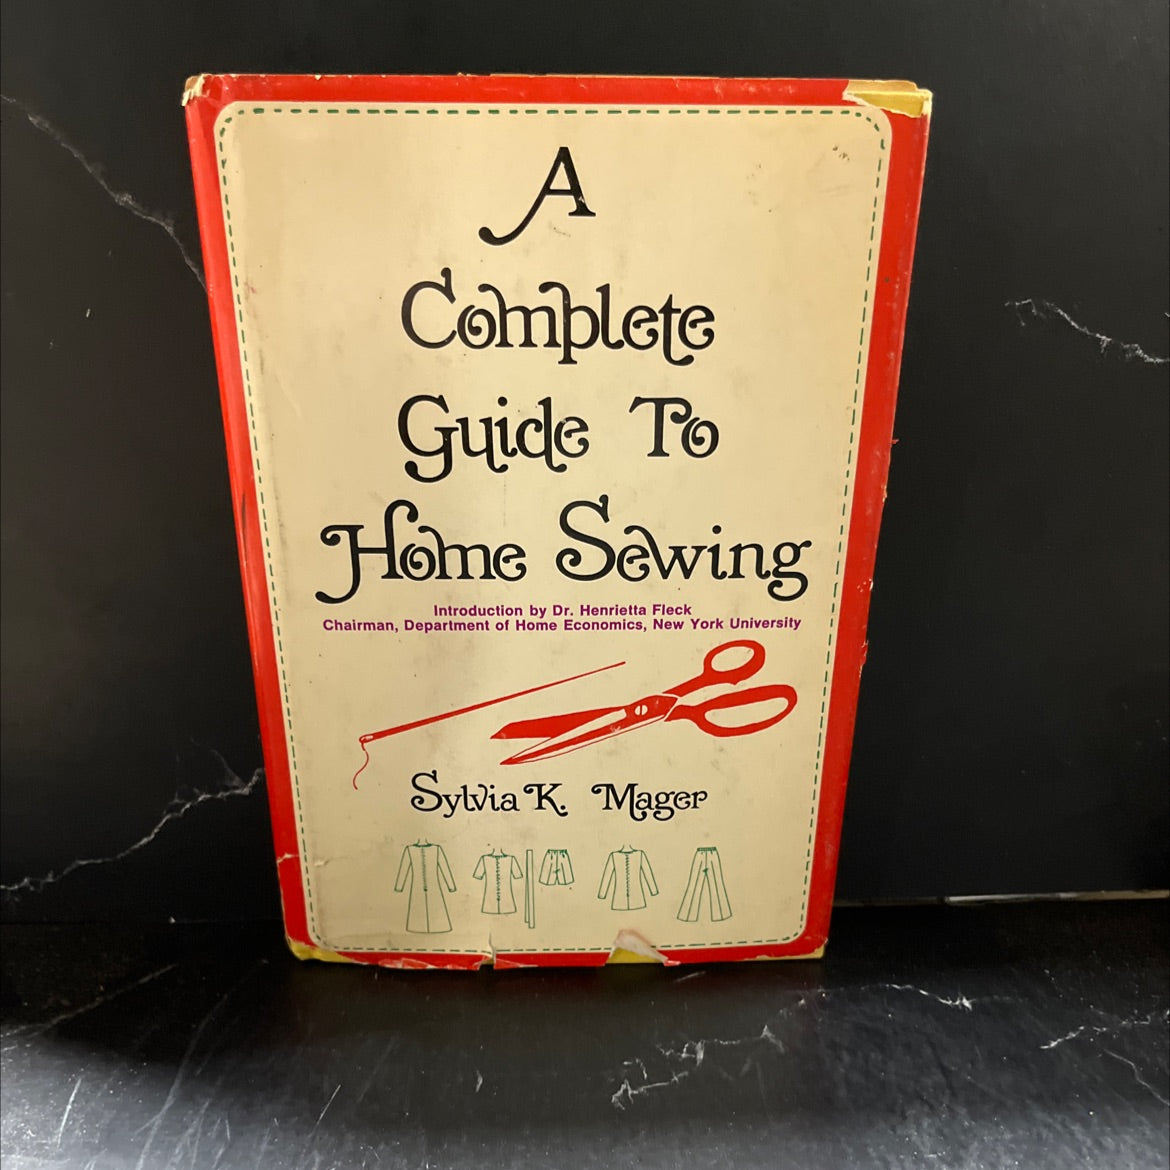 A
Complete
Guide To
Home Sewing
Introduction by Dr. Henrietta Fleck
Chairman, Department of Home Economics, New York University
Sylvia K. Mager